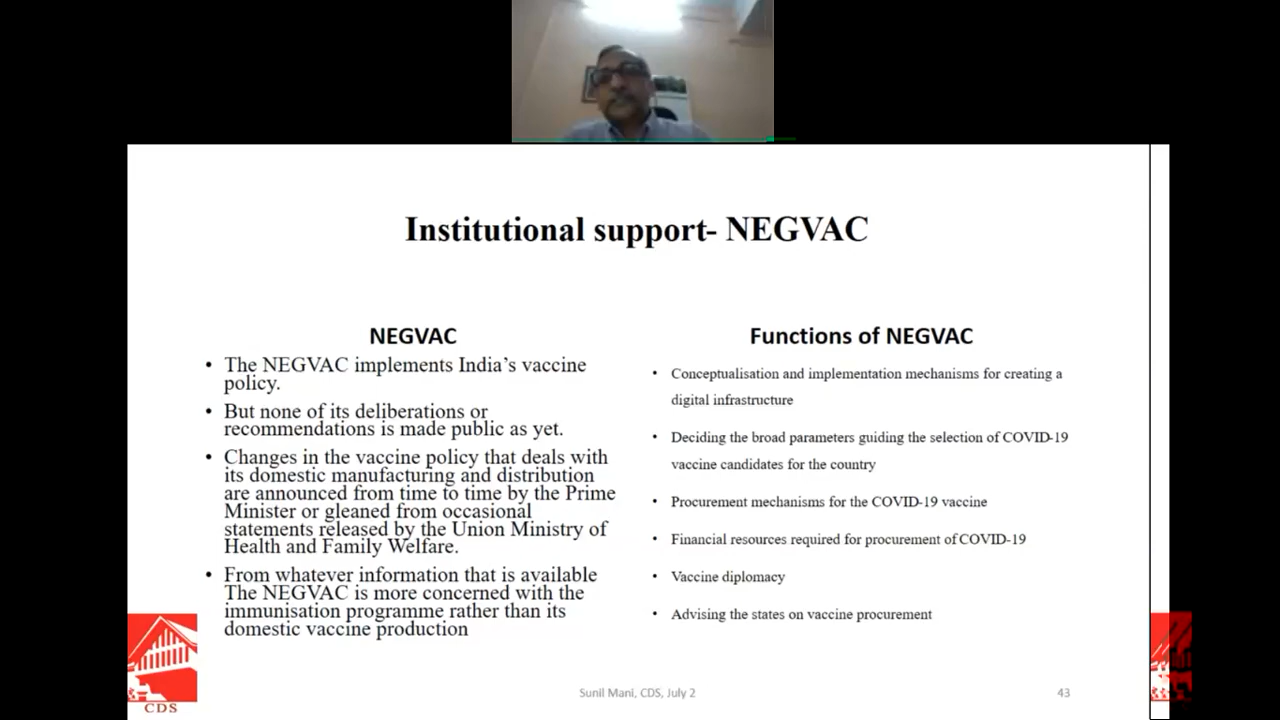 Institutional support- NEGVAC
NEGVAC
• The NEGVAC implements India's vaccine
policy.
• But none of its deliberations or
recommendations is made public as yet.
• Changes in the vaccine policy that deals with
its domestic manufacturing and distribution
are announced from time to time by the Prime
Minister or gleaned from occasional
statements released by the Union Ministry of
Health and Family Welfare.
• From whatever information that is available
The NEGVAC is more concerned with the
immunisation programme rather than its
domestic vaccine production
Functions of NEGVAC
• Conceptualisation and implementation mechanisms for creating a
digital infrastructure
• Deciding the broad parameters guiding the selection of COVID-19
vaccine candidates for the country
• Procurement mechanisms for the COVID-19 vaccine
• Financial resources required for procurement of COVID-19
• Vaccine diplomacy
• Advising the states on vaccine procurement
CDS
Sunil Mani, CDS, July 2
43